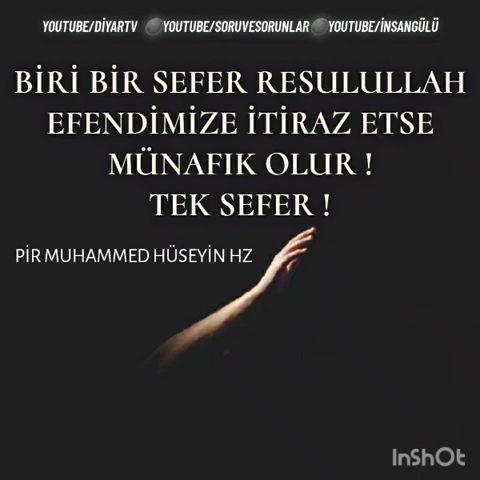 YOUTUBE/DİYARTV YOUTUBE/SORUVESORUNLAR YOUTUBE/İNSANGÜLÜ
BİRİ BİR SEFER RESULULLAH
EFENDİMİZE İTİRAZ ETSE
MÜNAFIK OLUR !
TEK SEFER !
PİR MUHAMMED HÜSEYİN HZ
InShOt